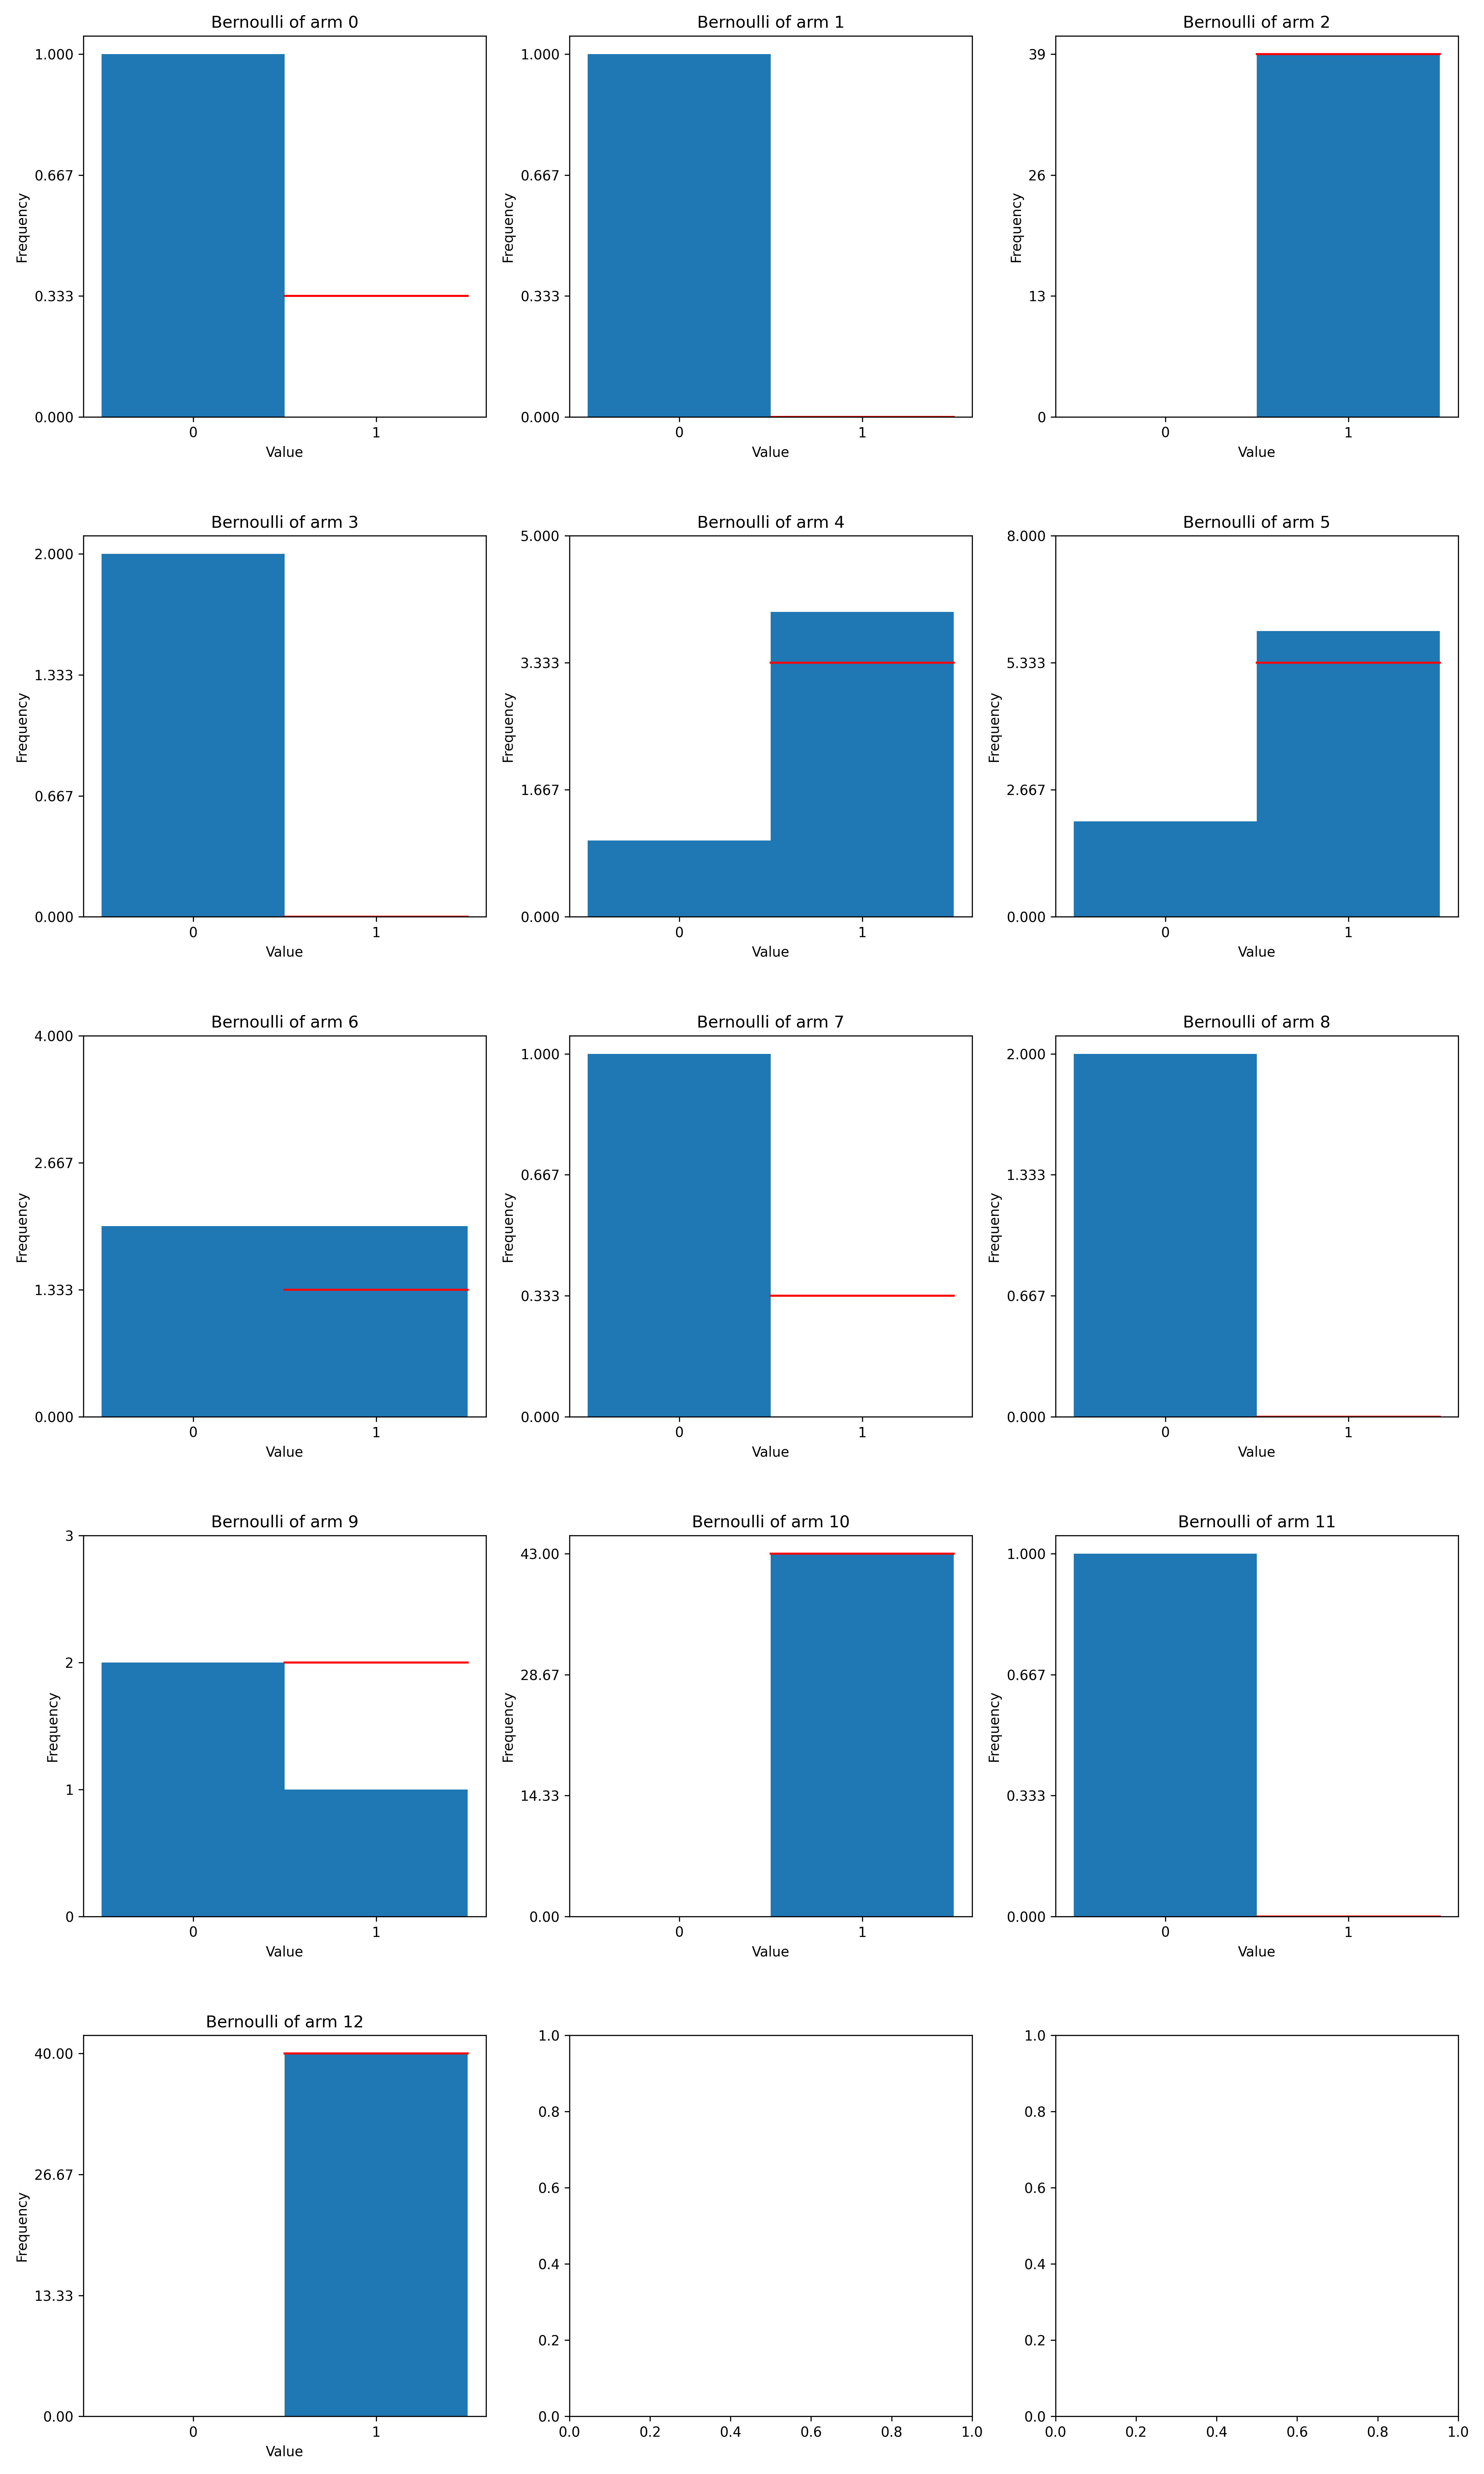 Bernoulli of arm 0
1.000
0.667
0.333
0.000
Frequency
0 1
Value
Bernoulli of arm 1
1.000
0.667
0.333
0.000
Frequency
0 1
Value
Bernoulli of arm 2
39
26
13
0
Frequency
0 1
Value
Bernoulli of arm 3
2.000
1.333
0.667
0.000
Frequency
0 1
Value
Bernoulli of arm 4
5.000
3.333
1.667
0.000
Frequency
0 1
Value
Bernoulli of arm 5
8.000
5.333
2.667
0.000
Frequency
0 1
Value
Bernoulli of arm 6
4.000
2.667
1.333
0.000
Frequency
0 1
Value
Bernoulli of arm 7
1.000
0.667
0.333
0.000
Frequency
0 1
Value
Bernoulli of arm 8
2.000
1.333
0.667
0.000
Frequency
0 1
Value
Bernoulli of arm 9
3
2
1
0
Frequency
0 1
Value
Bernoulli of arm 10
43.00
28.67
14.33
0.00
Frequency
0 1
Value
Bernoulli of arm 11
1.000
0.667
0.333
0.000
Frequency
0 1
Value
Bernoulli of arm 12
40.00
26.67
13.33
0.00
Frequency
0 1
Value
1.0
0.8
0.6
0.4
0.2
0.0
0.0 0.2 0.4 0.6 0.8 1.0
1.0
0.8
0.6
0.4
0.2
0.0
0.0 0.2 0.4 0.6 0.8 1.0